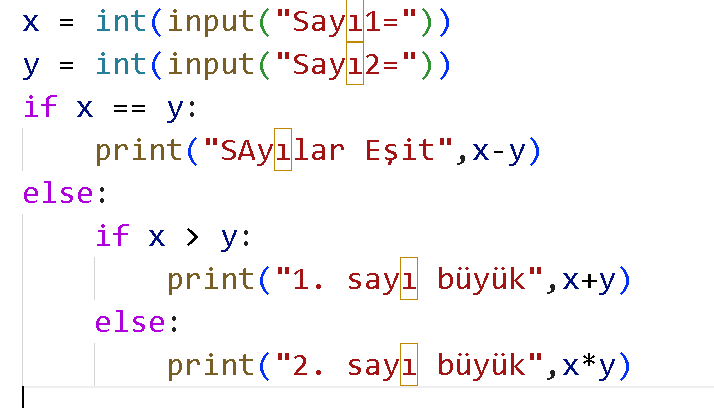 x = int(input("Sayı1="))
y = int(input("Sayı2="))
if x == y:
    print("SAyılar Eşit",x-y)
else:
    if x > y:
        print("1. sayı büyük",x+y)
    else:
        print("2. sayı büyük",x*y)